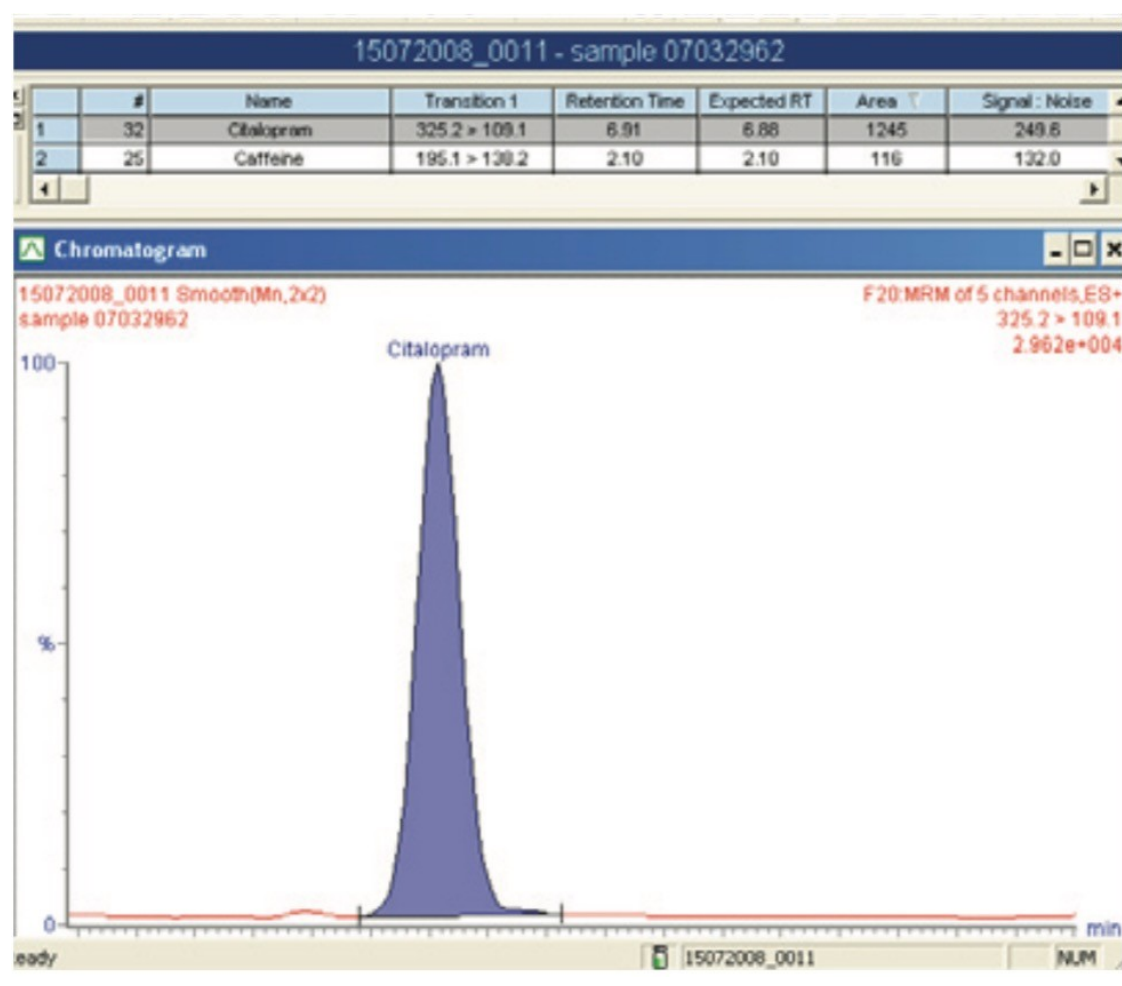 15072008_0011 - sample 07032962
# Name Transition 1 Retention Time Expected RT Area Signal : Noise
1 32 Citalopram 325.2 > 109.1 6.91 6.88 1245 249.6
2 25 Caffeine 195.1 > 138.2 2.10 2.10 116 132.0
Chromatogram
15072008_0011 Smooth(Mn,2x2)
sample 07032962
F20:MRM of 5 channels,ES+
325.2 > 109.1
2.962e+004
Citalopram
100
%
0
min
eady
15072008_0011
NUM